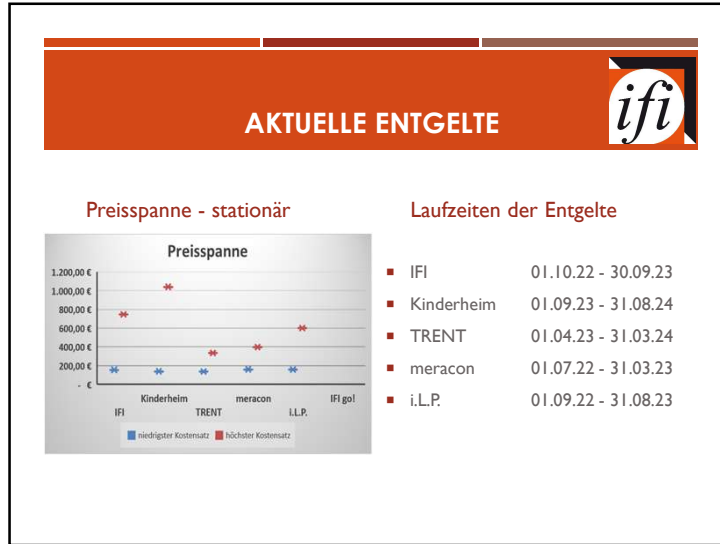 AKTUELLE ENTGELTE
ifi
Preisspanne - stationär
Preisspanne
1.200,00 €
1.000,00 €
800,00 €
600,00 €
400,00 €
200,00 €
- €
Kinderheim meracon IFI go!
IFI TRENT i.L.P.
niedrigster Kostensatz höchster Kostensatz
Laufzeiten der Entgelte
IFI 01.10.22 - 30.09.23
Kinderheim 01.09.23 - 31.08.24
TRENT 01.04.23 - 31.03.24
meracon 01.07.22 - 31.03.23
i.L.P. 01.09.22 - 31.08.23